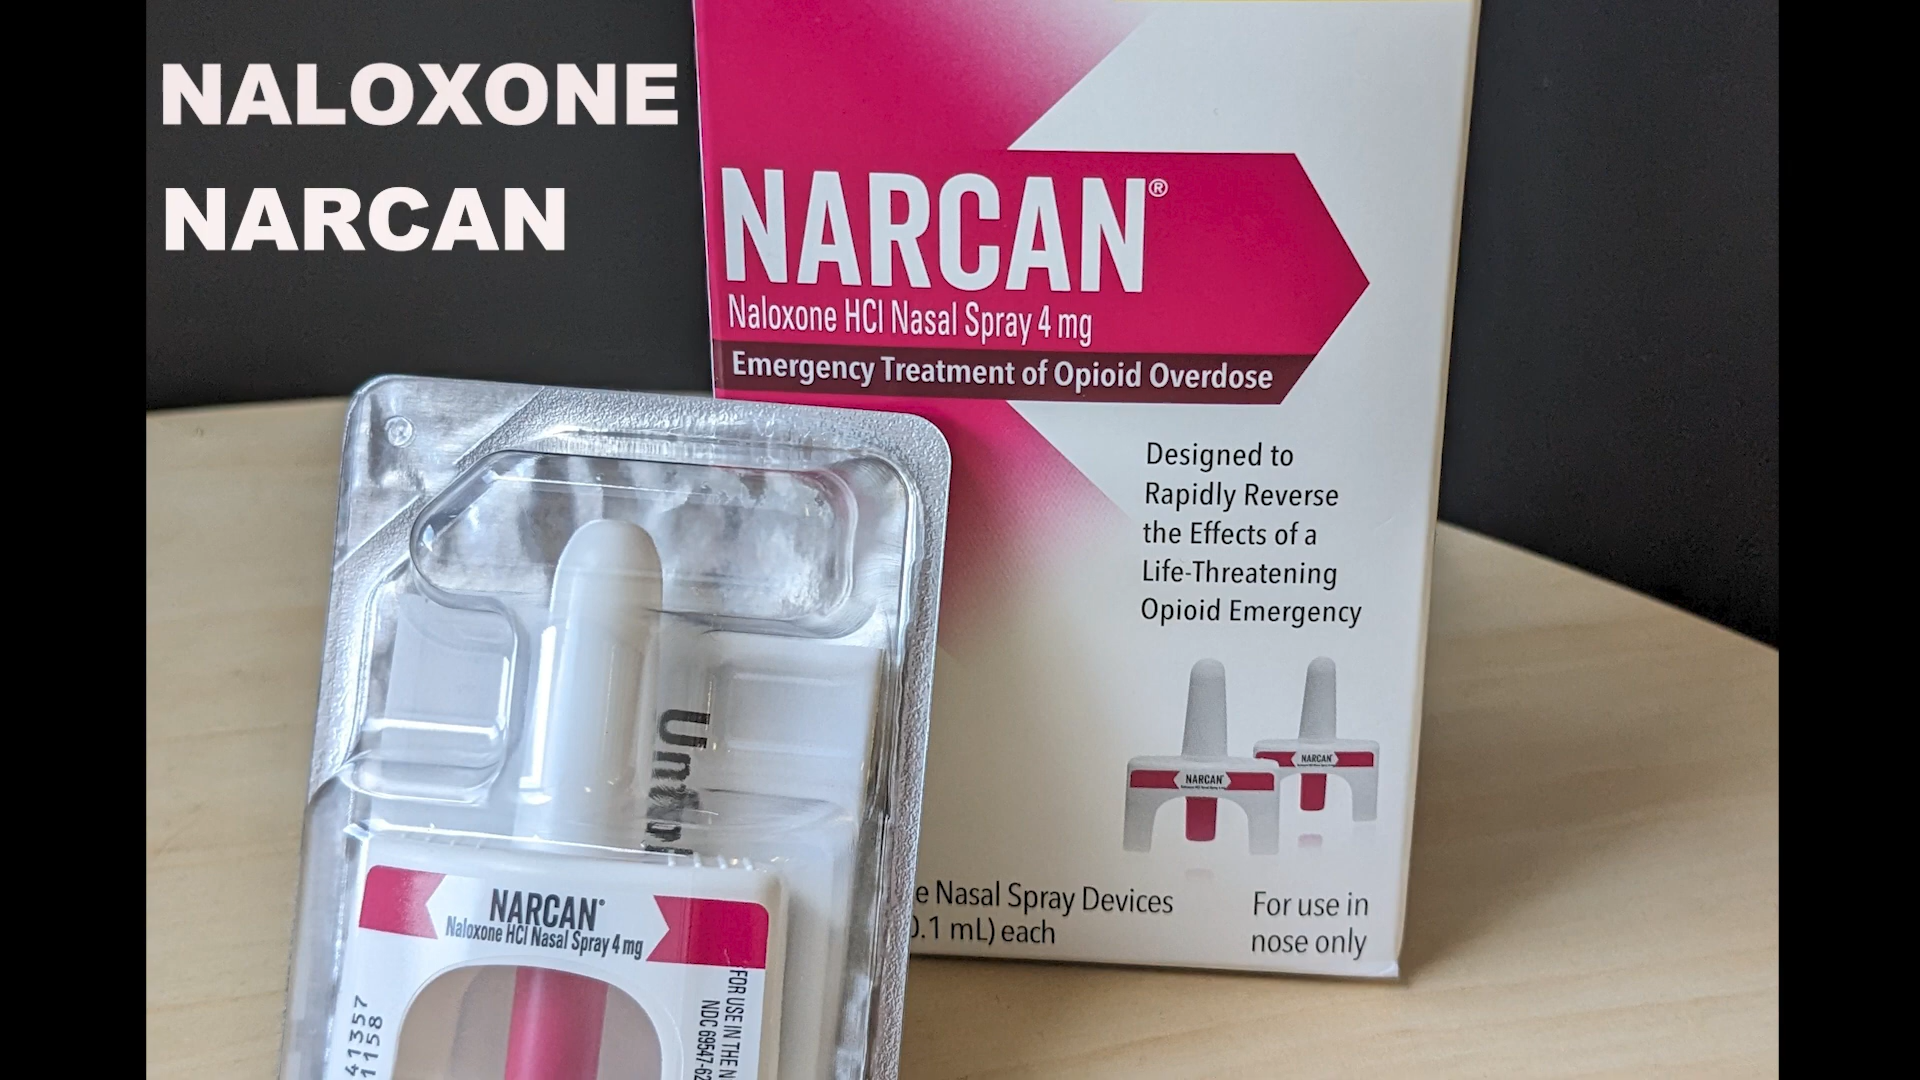 NALOXONE
NARCAN
NARCAN®
Naloxone HCl Nasal Spray 4 mg
Emergency Treatment of Opioid Overdose
Designed to
Rapidly Reverse
the Effects of a
Life-Threatening
Opioid Emergency
NARCAN
NARCAN
e Nasal Spray Devices
0.1 mL) each
For use in
nose only
NARCAN®
Naloxone HCl Nasal Spray 4 mg
FOR USE IN THE N
NDC 69547-62
41357
1158